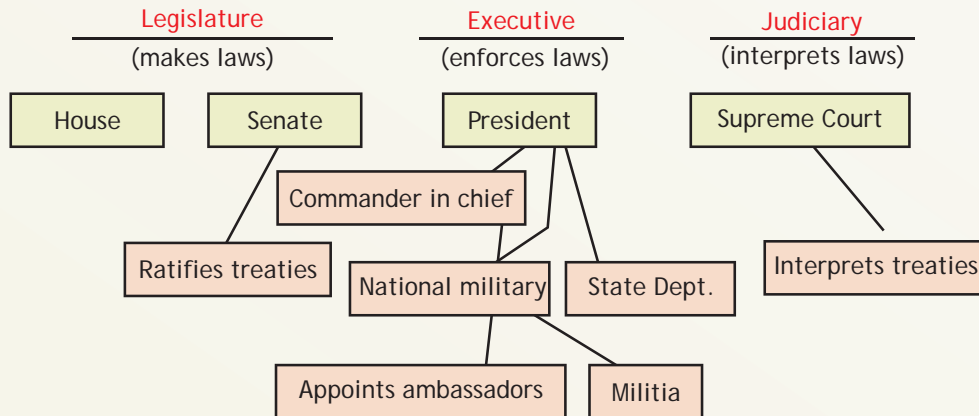 Legislature
Executive
Judiciary
(makes laws)
(enforces laws)
(interprets laws)
House
Senate
President
Supreme Court
Commander in chief
Ratifies treaties
National military
State Dept.
Interprets treaties
Appoints ambassadors
Militia